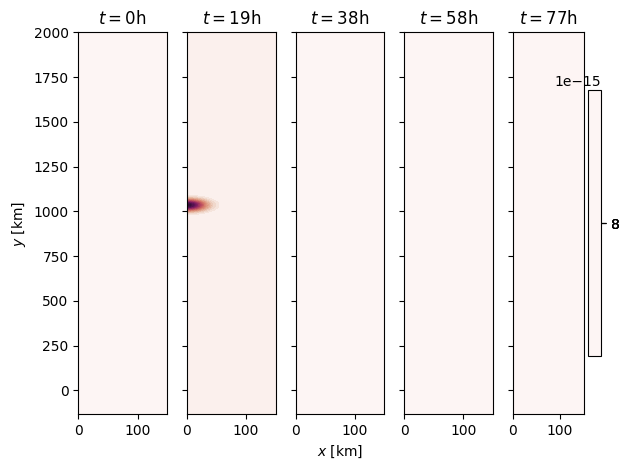 t = 0h t = 19h t = 38h t = 58h t = 77h
2000
1750
1500
1250
1000
750
500
250
0
y [km]
1e−15
8
0 100 0 100 0 100 0 100 0 100
x [km]